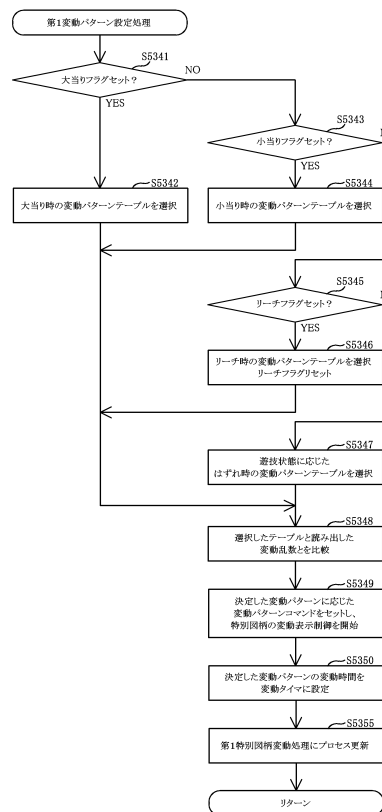 第1変動パターン設定処理
S5341
大当りフラグセット？
NO
YES
S5343
小当りフラグセット？
YES
S5342
大当り時の変動パターンテーブルを選択
S5344
小当り時の変動パターンテーブルを選択
S5345
リーチフラグセット？
YES
S5346
リーチ時の変動パターンテーブルを選択
リーチフラグリセット
S5347
遊技状態に応じた
はずれ時の変動パターンテーブルを選択
S5348
選択したテーブルと読み出した
変動乱数とを比較
S5349
決定した変動パターンに応じた
変動パターンコマンドをセットし、
特別図柄の変動表示制御を開始
S5350
決定した変動パターンの変動時間を
変動タイマに設定
S5355
第1特別図柄変動処理にプロセス更新
リターン